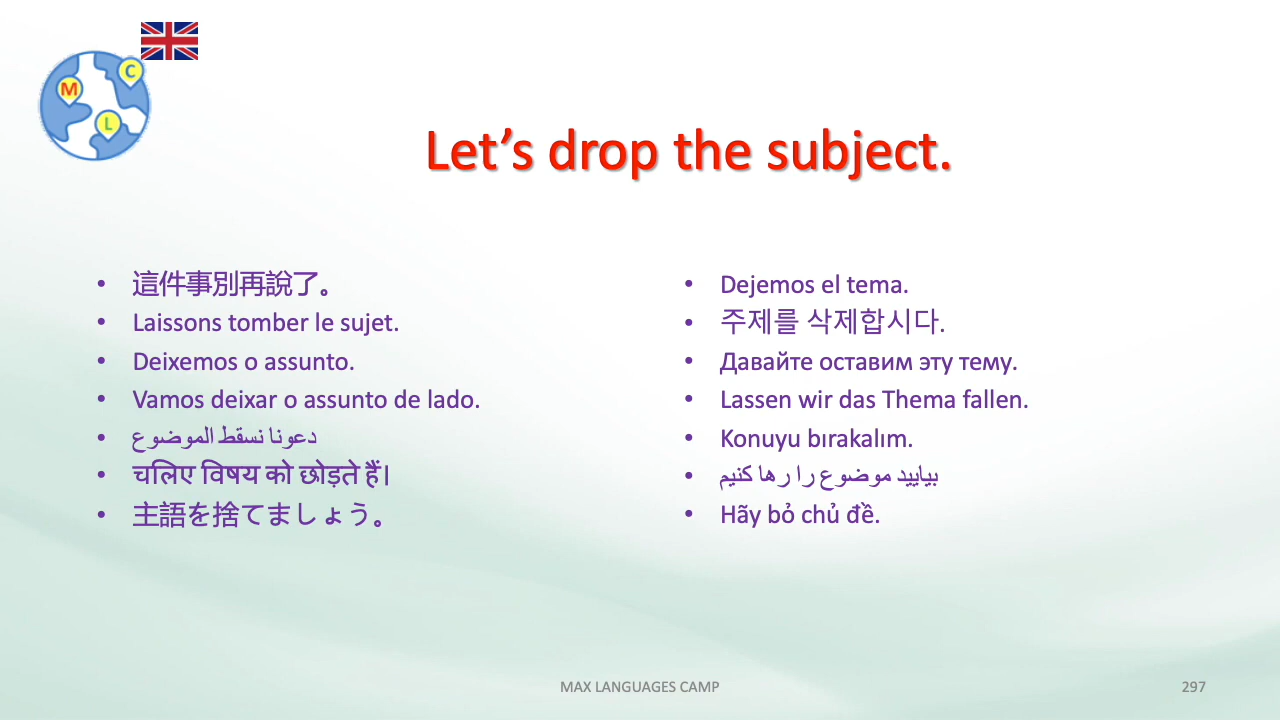 M
C
L
Let’s drop the subject.
這件事別再說了。
Laissons tomber le sujet.
Deixemos o assunto.
Vamos deixar o assunto de lado.
دعونا نسقط الموضوع
चलिए विषय को छोड़ते हैं|
主語を捨てましょう。
Dejemos el tema.
주제를 삭제합시다.
Давайте оставим эту тему.
Lassen wir das Thema fallen.
Konuyu bırakalım.
بیایید موضوع را رها کنیم
Hãy bỏ chủ đề.
MAX LANGUAGES CAMP
297